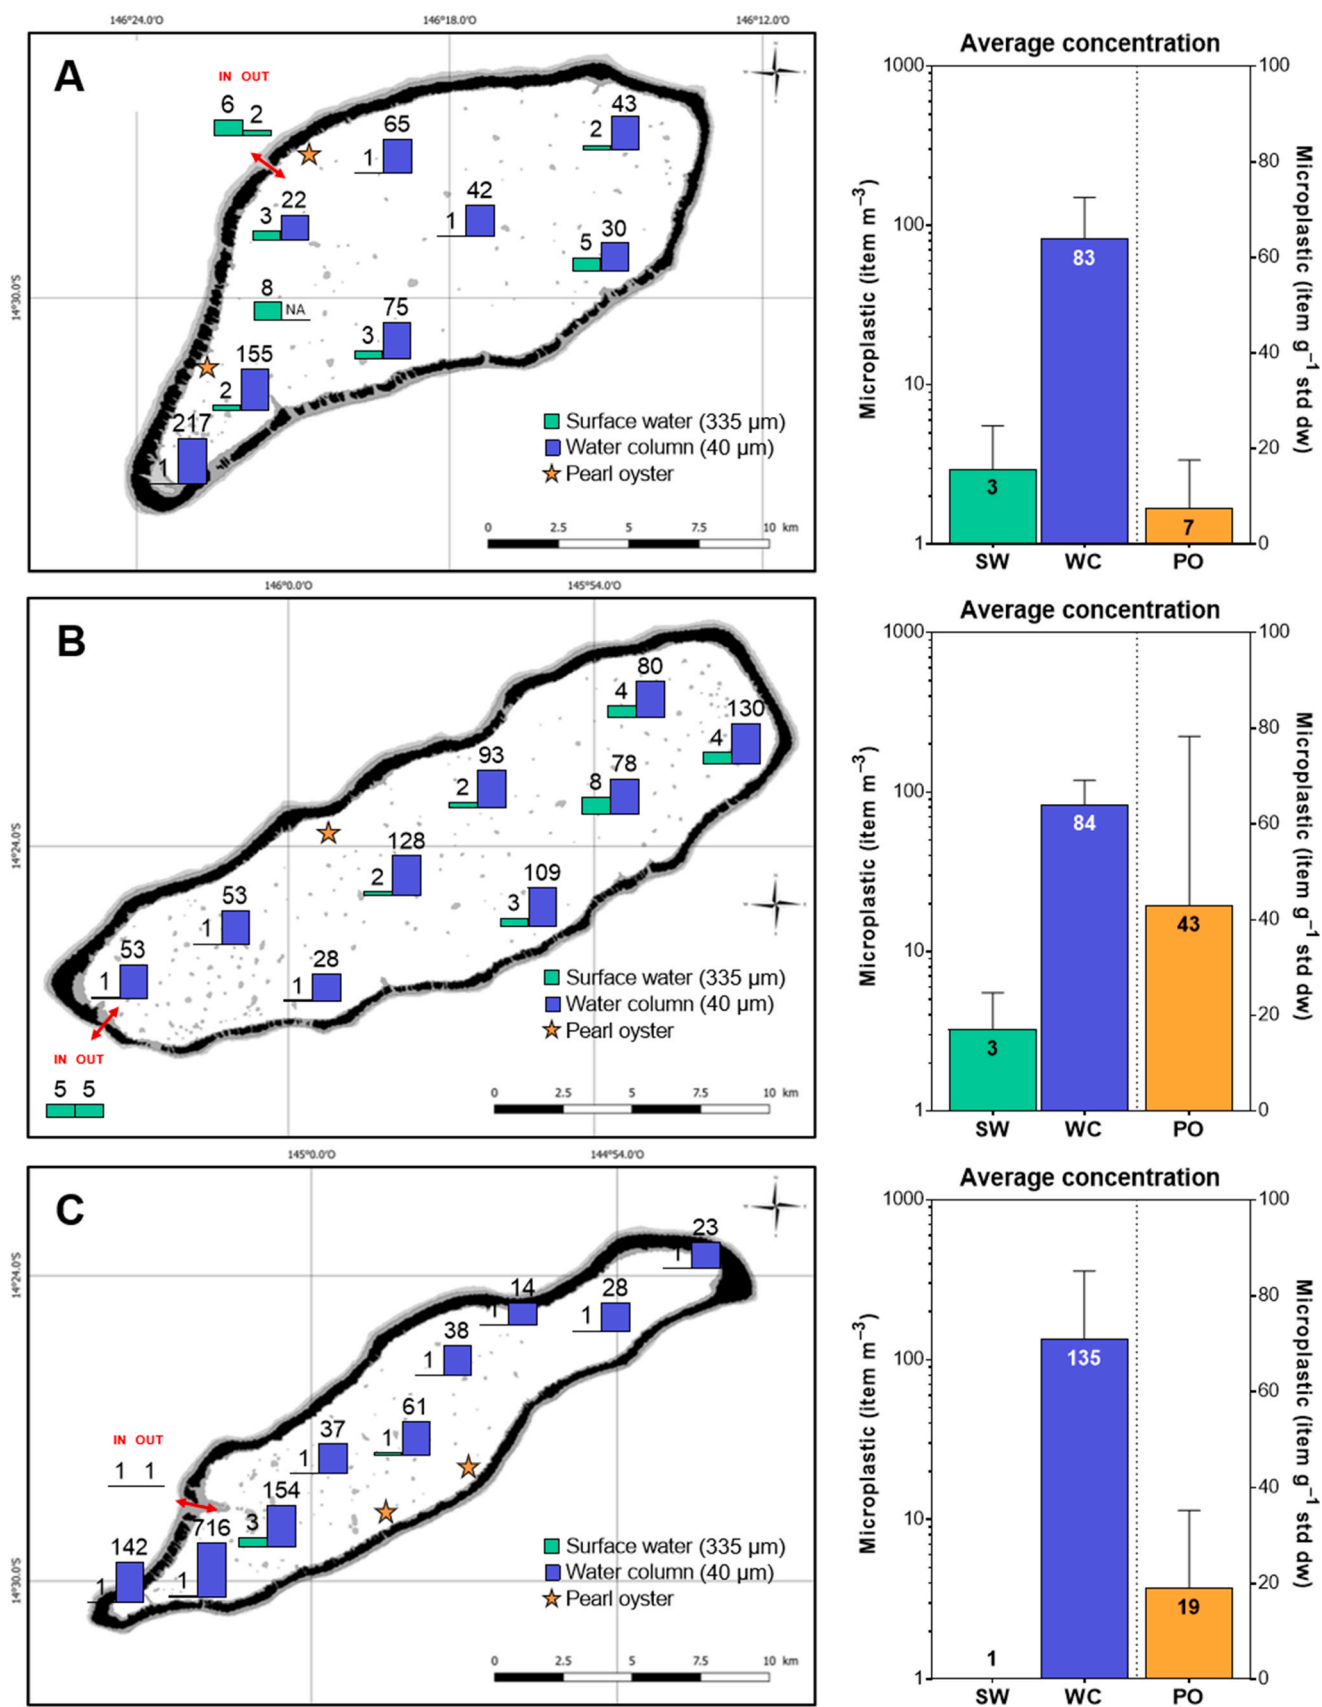 146°24.0'O 146°18.0'O 146°12.0'O
A
IN OUT
6 2
65
1
43
2
22
3
42
1
30
5
8 NA
75
3
155
2
217
1
14°30.0'S
Surface water (335 µm)
Water column (40 µm)
Pearl oyster
0 2.5 5 7.5 10 km
Average concentration
1000
100
10
1
Microplastic (item m⁻³)
83
3
7
SW WC PO
100
80
60
40
20
0
Microplastic (item g⁻¹ std dw)
146°0.0'O 145°54.0'O
B
80
4
130
4
93
2
78
8
128
2
109
3
53
1
53
1
28
1
IN OUT
5 5
14°24.0'S
Surface water (335 µm)
Water column (40 µm)
Pearl oyster
0 2.5 5 7.5 10 km
Average concentration
1000
100
10
1
Microplastic (item m⁻³)
84
43
3
SW WC PO
100
80
60
40
20
0
Microplastic (item g⁻¹ std dw)
145°0.0'O 144°54.0'O
C
23
1
14
1
28
1
38
1
61
1
37
1
IN OUT
1 1
154
3
716
1
142
1
14°24.0'S
14°30.0'S
Surface water (335 µm)
Water column (40 µm)
Pearl oyster
0 2.5 5 7.5 10 km
Average concentration
1000
100
10
1
Microplastic (item m⁻³)
135
19
1
SW WC PO
100
80
60
40
20
0
Microplastic (item g⁻¹ std dw)